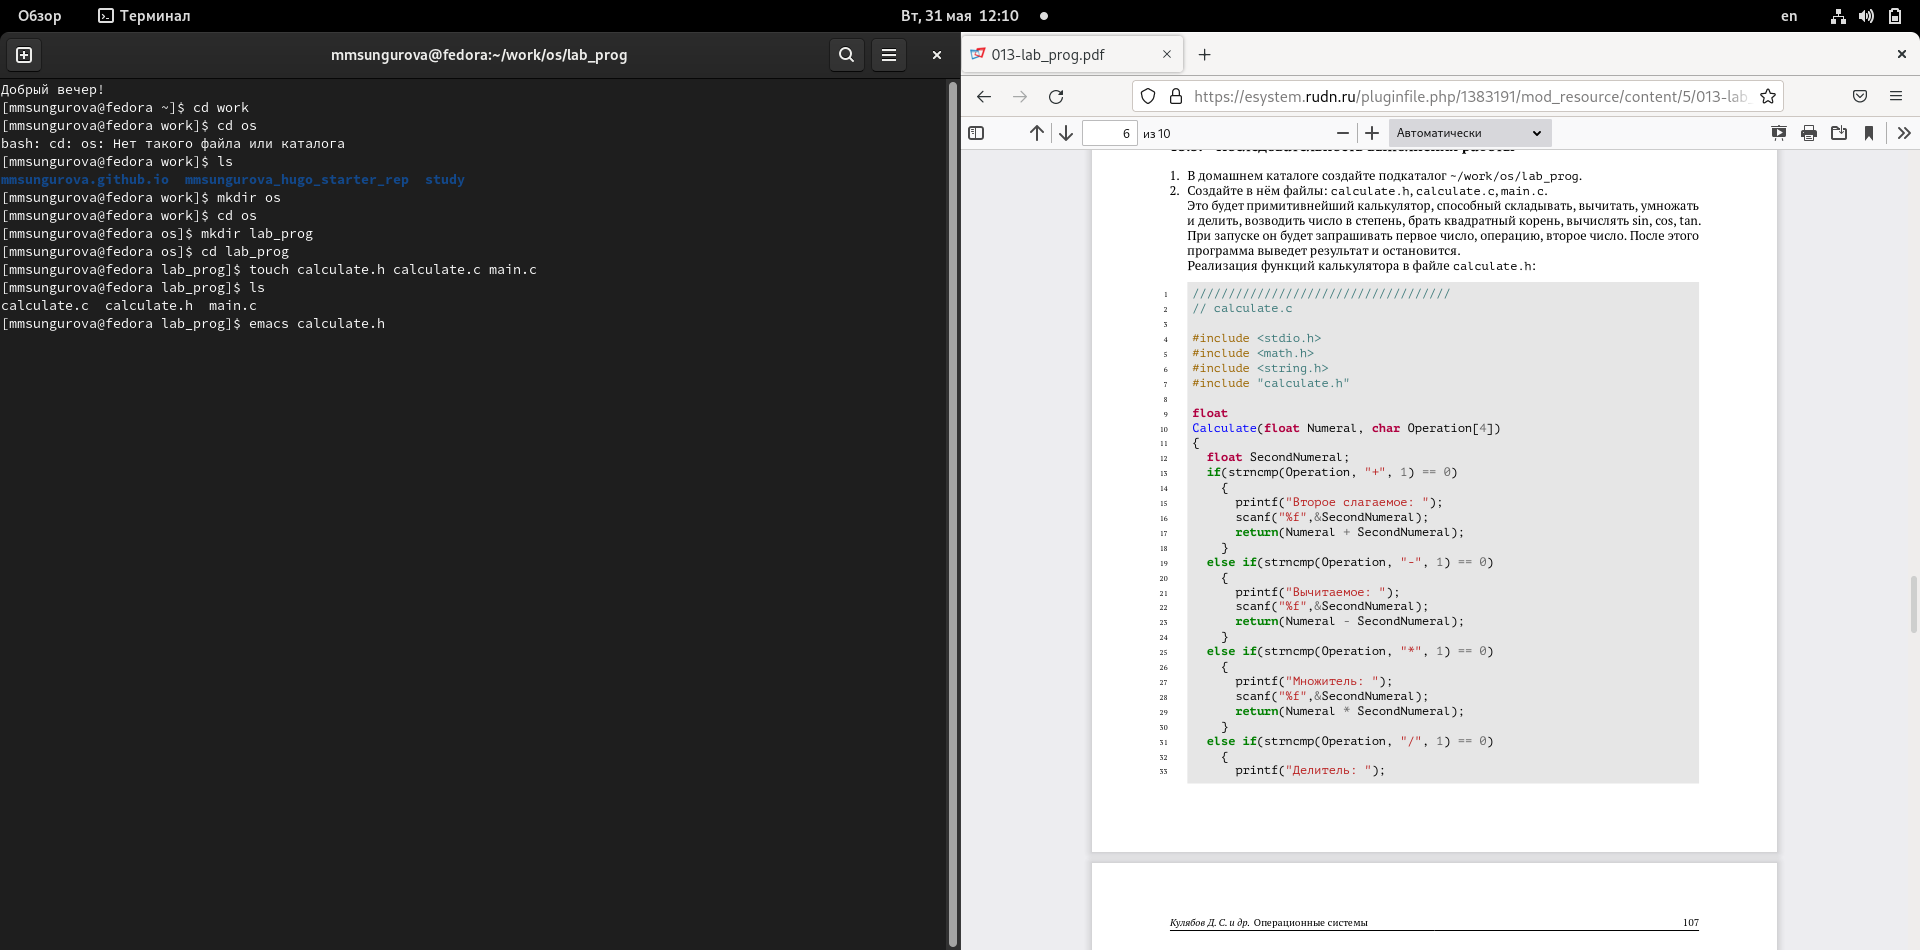 Обзор
Терминал
Вт, 31 мая 12:10
en
mmsungurova@fedora:~/work/os/lab_prog
Добрый вечер!
[mmsungurova@fedora ~]$ cd work
[mmsungurova@fedora work]$ cd os
bash: cd: os: Нет такого файла или каталога
[mmsungurova@fedora work]$ ls
mmsungurova.github.io  mmsungurova_hugo_starter_rep  study
[mmsungurova@fedora work]$ mkdir os
[mmsungurova@fedora work]$ cd os
[mmsungurova@fedora os]$ mkdir lab_prog
[mmsungurova@fedora os]$ cd lab_prog
[mmsungurova@fedora lab_prog]$ touch calculate.h calculate.c main.c
[mmsungurova@fedora lab_prog]$ ls
calculate.c  calculate.h  main.c
[mmsungurova@fedora lab_prog]$ emacs calculate.h
013-lab_prog.pdf
https://esystem.rudn.ru/pluginfile.php/1383191/mod_resource/content/5/013-lab_
6 из 10
Автоматически
1. В домашнем каталоге создайте подкаталог ~/work/os/lab_prog.
2. Создайте в нём файлы: calculate.h, calculate.c, main.c.
Это будет примитивнейший калькулятор, способный складывать, вычитать, умножать
и делить, возводить число в степень, брать квадратный корень, вычислять sin, cos, tan.
При запуске он будет запрашивать первое число, операцию, второе число. После этого
программа выведет результат и остановится.
Реализация функций калькулятора в файле calculate.h:
1 ////////////////////////////////////
2 // calculate.c
3
4 #include <stdio.h>
5 #include <math.h>
6 #include <string.h>
7 #include "calculate.h"
8
9 float
10 Calculate(float Numeral, char Operation[4])
11 {
12   float SecondNumeral;
13   if(strncmp(Operation, "+", 1) == 0)
14     {
15       printf("Второе слагаемое: ");
16       scanf("%f",&SecondNumeral);
17       return(Numeral + SecondNumeral);
18     }
19   else if(strncmp(Operation, "-", 1) == 0)
20     {
21       printf("Вычитаемое: ");
22       scanf("%f",&SecondNumeral);
23       return(Numeral - SecondNumeral);
24     }
25   else if(strncmp(Operation, "*", 1) == 0)
26     {
27       printf("Множитель: ");
28       scanf("%f",&SecondNumeral);
29       return(Numeral * SecondNumeral);
30     }
31   else if(strncmp(Operation, "/", 1) == 0)
32     {
33       printf("Делитель: ");
Кулябов Д. С. и др. Операционные системы
107